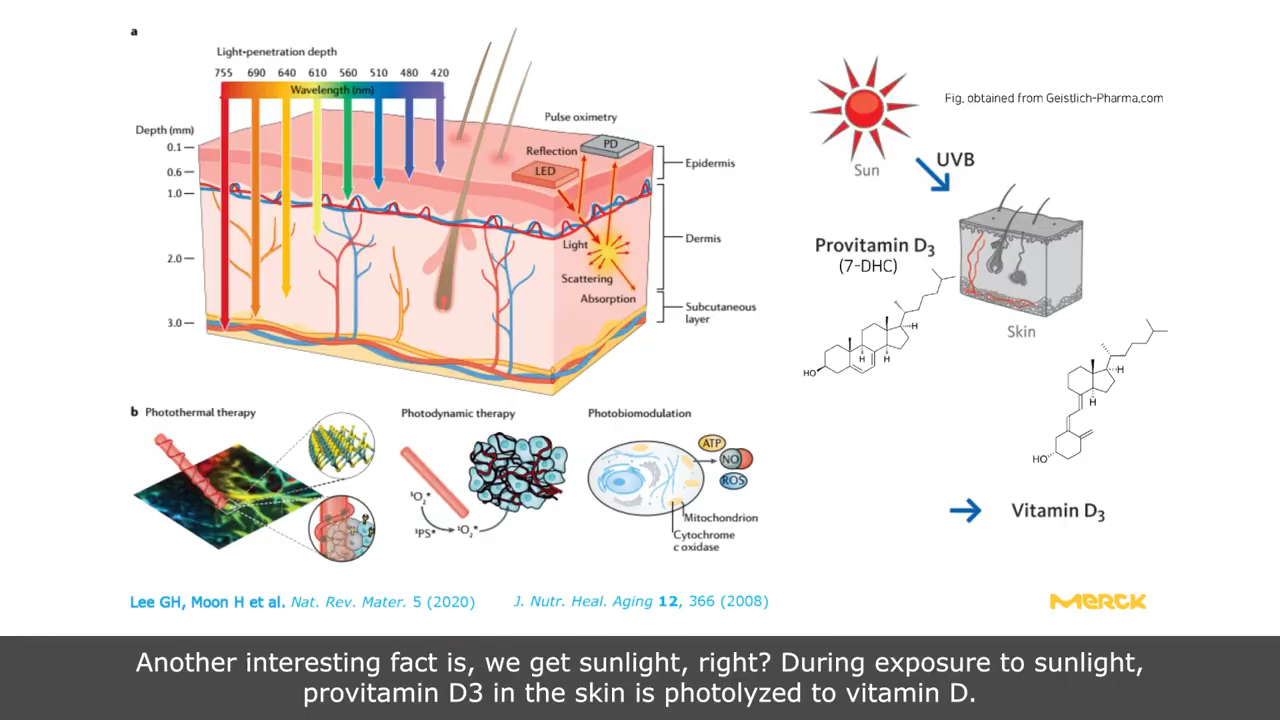 a
Light-penetration depth
755 690 640 610 560 510 480 420
Wavelength (nm)
Depth (mm)
0.1
0.6
1.0
2.0
3.0
Pulse oximetry
PD
Reflection
LED
Light
Scattering
Absorption
Epidermis
Dermis
Subcutaneous
layer
Fig. obtained from Geistlich-Pharma.com
Sun
UVB
Provitamin D3
(7-DHC)
Skin
HO
H
H
H
HO
H
H
Vitamin D3
b Photothermal therapy
Photodynamic therapy
³O₂*
³PS*
¹O₂*
Photobiomodulation
ATP
NO
ROS
Mitochondrion
Cytochrome
c oxidase
Lee GH, Moon H et al. Nat. Rev. Mater. 5 (2020)
J. Nutr. Heal. Aging 12, 366 (2008)
MERCK
Another interesting fact is, we get sunlight, right? During exposure to sunlight,
provitamin D3 in the skin is photolyzed to vitamin D.